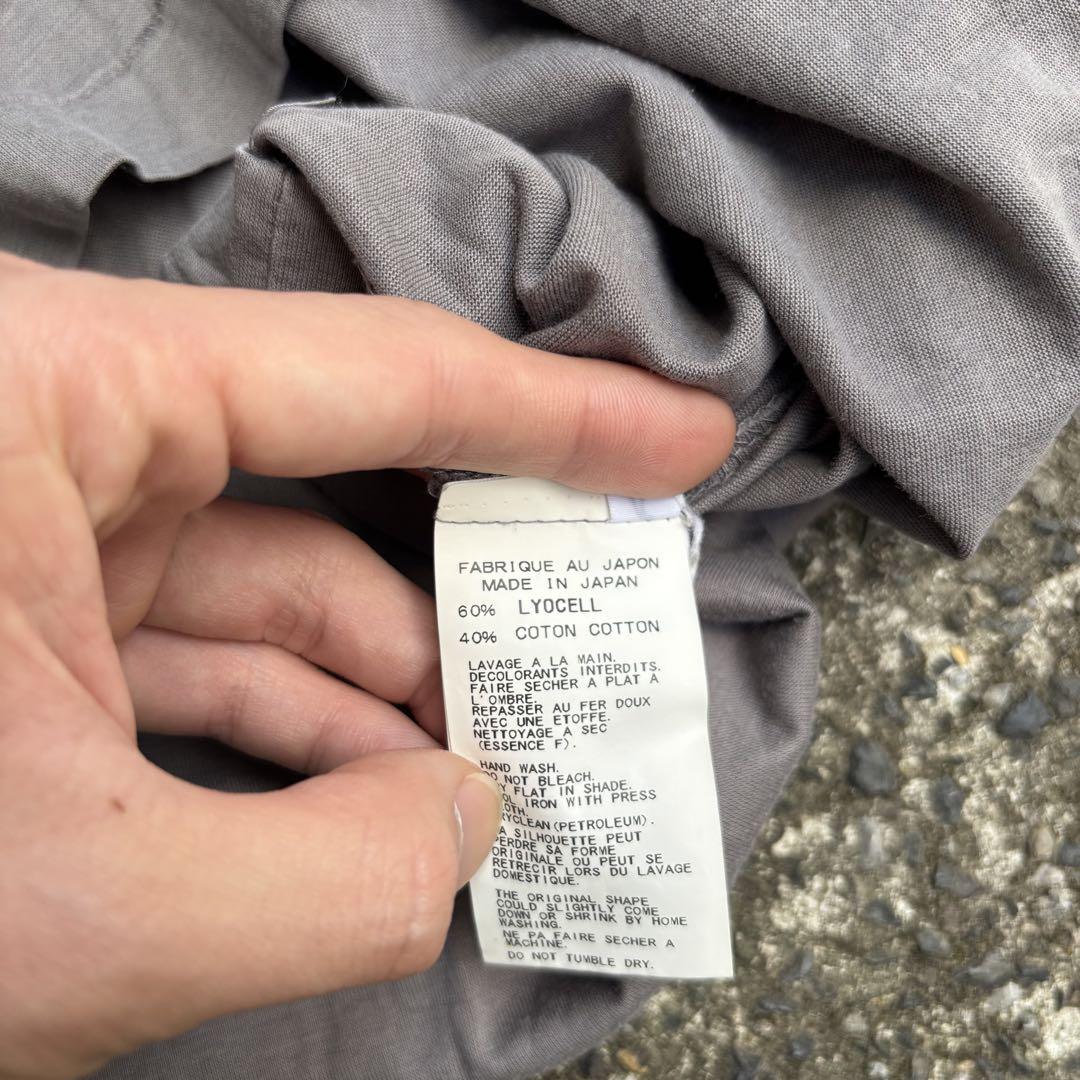 FABRIQUE AU JAPON
MADE IN JAPAN
60% LYOCELL
40% COTON COTTON
LAVAGE A LA MAIN.
DECOLORANTS INTERDITS.
FAIRE SECHER A PLAT À
L'OMBRE.
REPASSER AU FER DOUX
AVEC UNE ETOFFE.
NETTOYAGE A SEC
(ESSENCE F).
HAND WASH.
NOT BLEACH.
FLAT IN SHADE.
IRON WITH PRESS
(PETROLEUM).
SILHOUETTE PEUT
PERDRE SA FORME
ORIGINALE OU PEUT SE
RETRECIR LORS DU LAVAGE
DOMESTIQUE.
THE ORIGINAL SHAPE
COULD SLIGHTLY COME
DOWN OR SHRINK BY HOME
WASHING.
NE PA FAIRE SECHER A
MACHINE.
DO NOT TUMBLE DRY.